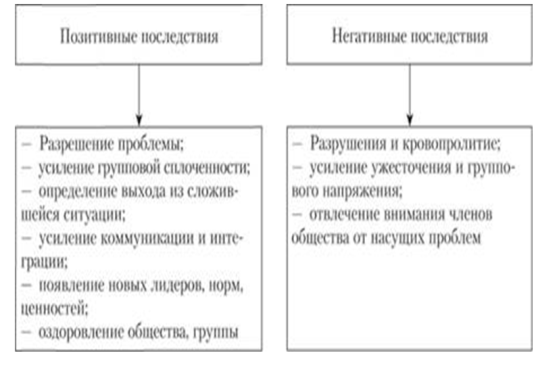 Позитивные последствия
Негативные последствия
– Разрешение проблемы;
– усиление групповой сплоченности;
– определение выхода из сложив-
шейся ситуации;
– усиление коммуникации и инте-
грации;
– появление новых лидеров, норм,
ценностей;
– оздоровление общества, группы
– Разрушения и кровопролитие;
– усиление ужесточения и группо-
вого напряжения;
– отвлечение внимания членов
общества от насущих проблем